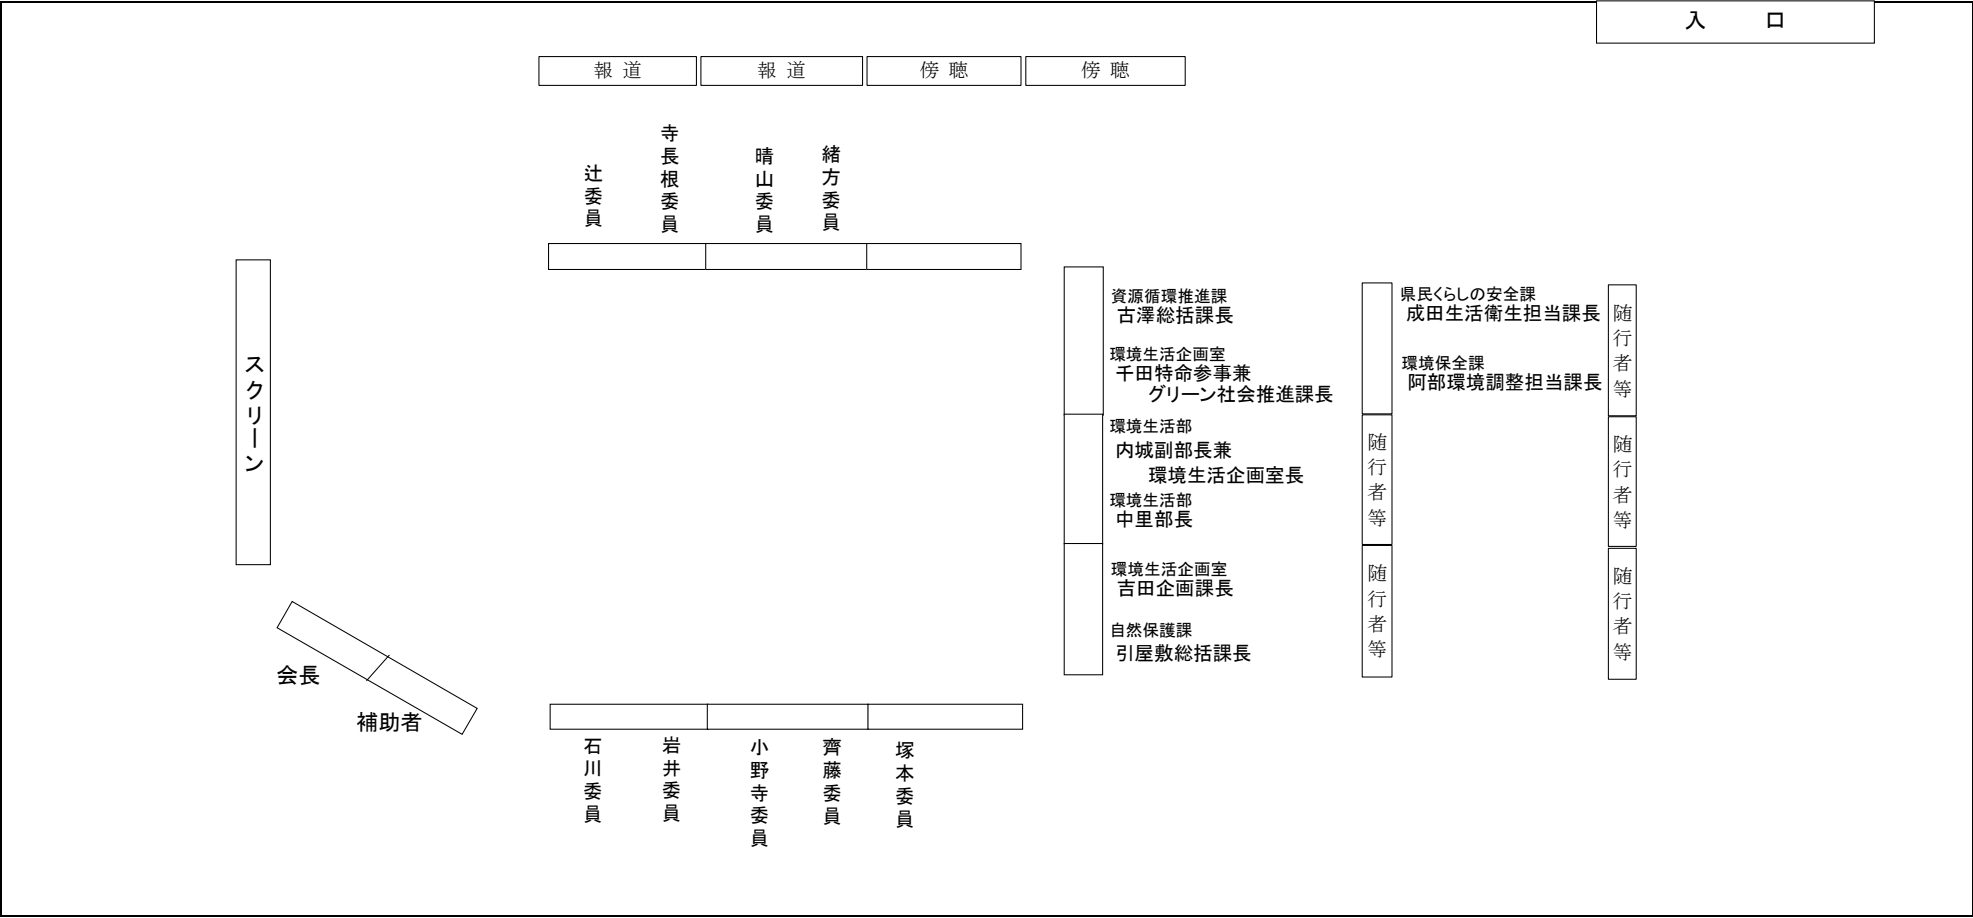 入　口
報 道
報 道
傍 聴
傍 聴
辻委員
寺長根委員
晴山委員
緒方委員
スクリーン
資源循環推進課
古澤総括課長
環境生活企画室
千田特命参事兼
グリーン社会推進課長
環境生活部
内城副部長兼
環境生活企画室長
環境生活部
中里部長
環境生活企画室
吉田企画課長
自然保護課
引屋敷総括課長
県民くらしの安全課
成田生活衛生担当課長
環境保全課
阿部環境調整担当課長
随行者等
随行者等
随行者等
随行者等
随行者等
会長
補助者
石川委員
岩井委員
小野寺委員
齊藤委員
塚本委員